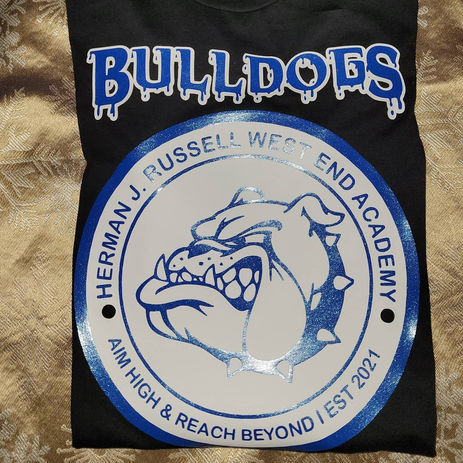 BULLDOGS
HERMAN J. RUSSELL WEST END ACADEMY
AIM HIGH & REACH BEYOND | EST 2021